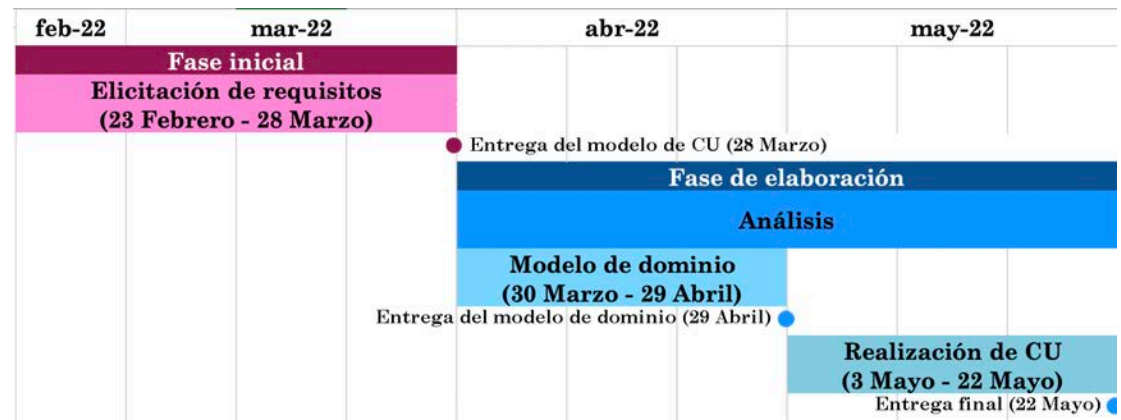 feb-22 mar-22 abr-22 may-22
Fase inicial
Elicitación de requisitos
(23 Febrero - 28 Marzo)
Entrega del modelo de CU (28 Marzo)
Fase de elaboración
Análisis
Modelo de dominio
(30 Marzo - 29 Abril)
Entrega del modelo de dominio (29 Abril)
Realización de CU
(3 Mayo - 22 Mayo)
Entrega final (22 Mayo)